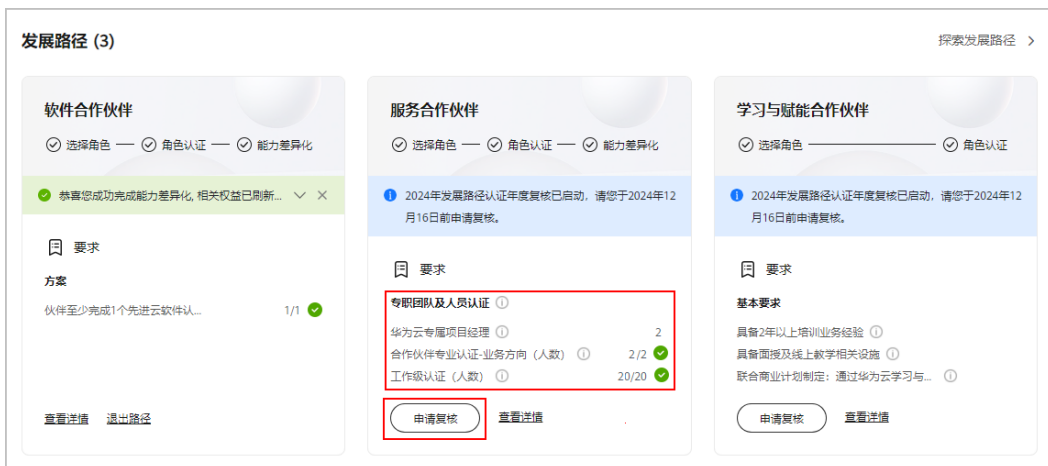 发展路径 (3)
探索发展路径 >
软件合作伙伴
选择角色 角色认证 能力差异化
恭喜您成功完成能力差异化, 相关权益已刷新...
要求
方案
伙伴至少完成1个先进云软件认... 1/1
查看详情 退出路径
服务合作伙伴
选择角色 角色认证 能力差异化
2024年发展路径认证年度复核已启动，请您于2024年12
月16日前申请复核。
要求
专职团队及人员认证
华为云专属项目经理 2
合作伙伴专业认证-业务方向（人数） 2/2
工作级认证（人数） 20/20
申请复核 查看详情
学习与赋能合作伙伴
选择角色 角色认证
2024年发展路径认证年度复核已启动，请您于2024年12
月16日前申请复核。
要求
基本要求
具备2年以上培训业务经验
具备面授及线上教学相关设施
联合商业计划制定：通过华为云学习与...
申请复核 查看详情